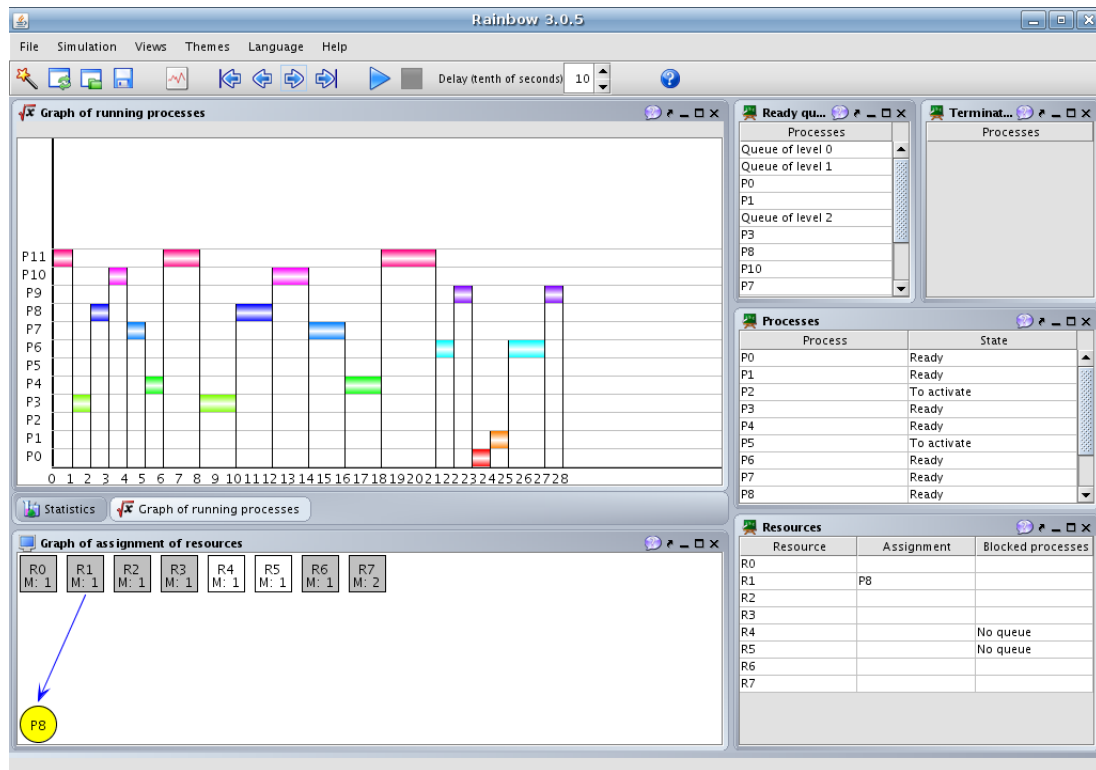 Rainbow 3.0.5
File Simulation Views Themes Language Help
Delay (tenth of seconds) 10
Graph of running processes
P11
P10
P9
P8
P7
P6
P5
P4
P3
P2
P1
P0
0 1 2 3 4 5 6 7 8 9 10 11 12 13 14 15 16 17 18 19 20 21 22 23 24 25 26 27 28
Statistics
Graph of running processes
Graph of assignment of resources
R0 R1 R2 R3 R4 R5 R6 R7
M: 1 M: 1 M: 1 M: 1 M: 1 M: 1 M: 1 M: 2
P8
Ready qu...
Processes
Queue of level 0
Queue of level 1
P0
P1
Queue of level 2
P3
P8
P10
P7
Terminat...
Processes
Processes
Process State
P0 Ready
P1 Ready
P2 To activate
P3 Ready
P4 Ready
P5 To activate
P6 Ready
P7 Ready
P8 Ready
Resources
Resource Assignment Blocked processes
R0
R1 P8
R2
R3
R4 No queue
R5 No queue
R6
R7